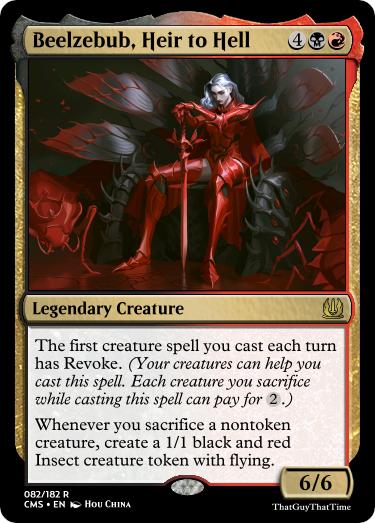 Beelzebub, Heir to Hell 4
Legendary Creature
The first creature spell you cast each turn
has Revoke. (Your creatures can help you
cast this spell. Each creature you sacrifice
while casting this spell can pay for 2.)
Whenever you sacrifice a nontoken
creature, create a 1/1 black and red
Insect creature token with flying.
6/6
082/182 R
CMS • EN Hou China
ThatGuyThatTime